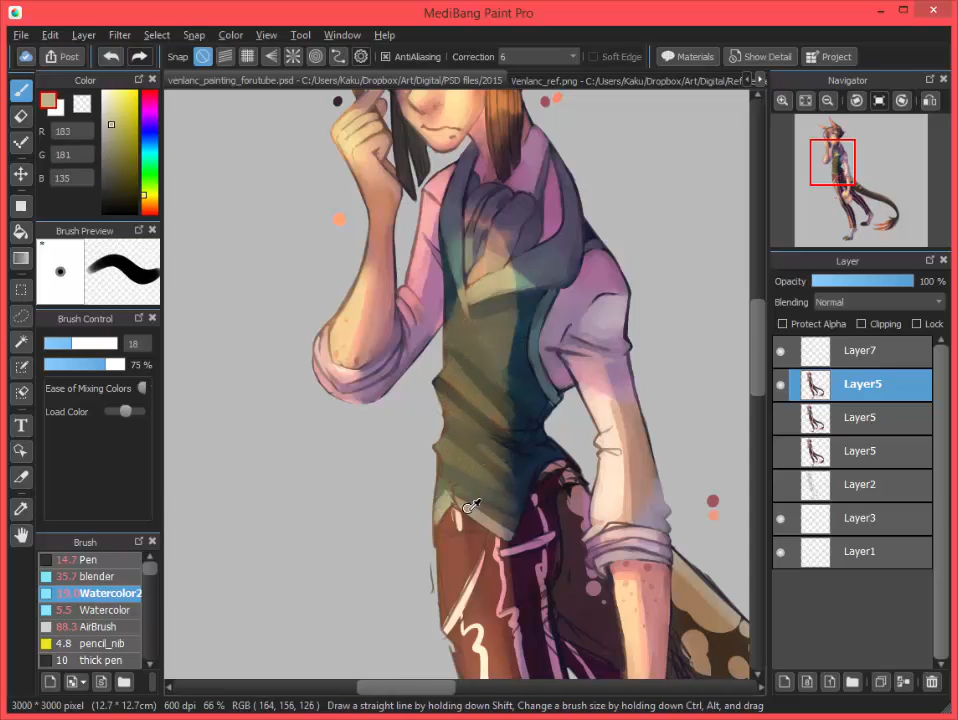 MediBang Paint Pro
File Edit Layer Filter Select Snap Color View Tool Window Help
Post Snap AntiAliasing Correction 6 Soft Edge Materials Show Detail Project
Color
venlanc_painting_forutube.psd - C:/Users/Kaku/Dropbox/Art/Digital/PSD files/2015
Venlanc_ref.png - C:/Users/Kaku/Dropbox/Art/Digital/Ref
Navigator
R 183
G 181
B 135
Brush Preview
*
Brush Control
18
75 %
Ease of Mixing Colors
Load Color
Brush
14.7 Pen
35.7 blender
19.0 Watercolor2
5.5 Watercolor
88.3 AirBrush
4.8 pencil_nib
10 thick pen
Layer
Opacity 100 %
Blending Normal
Protect Alpha Clipping Lock
Layer7
Layer5
Layer5
Layer5
Layer2
Layer3
Layer1
3000 * 3000 pixel (12.7 * 12.7cm) 600 dpi 66 % RGB ( 164, 156, 126 ) Draw a straight line by holding down Shift, Change a brush size by holding down Ctrl, Alt, and drag